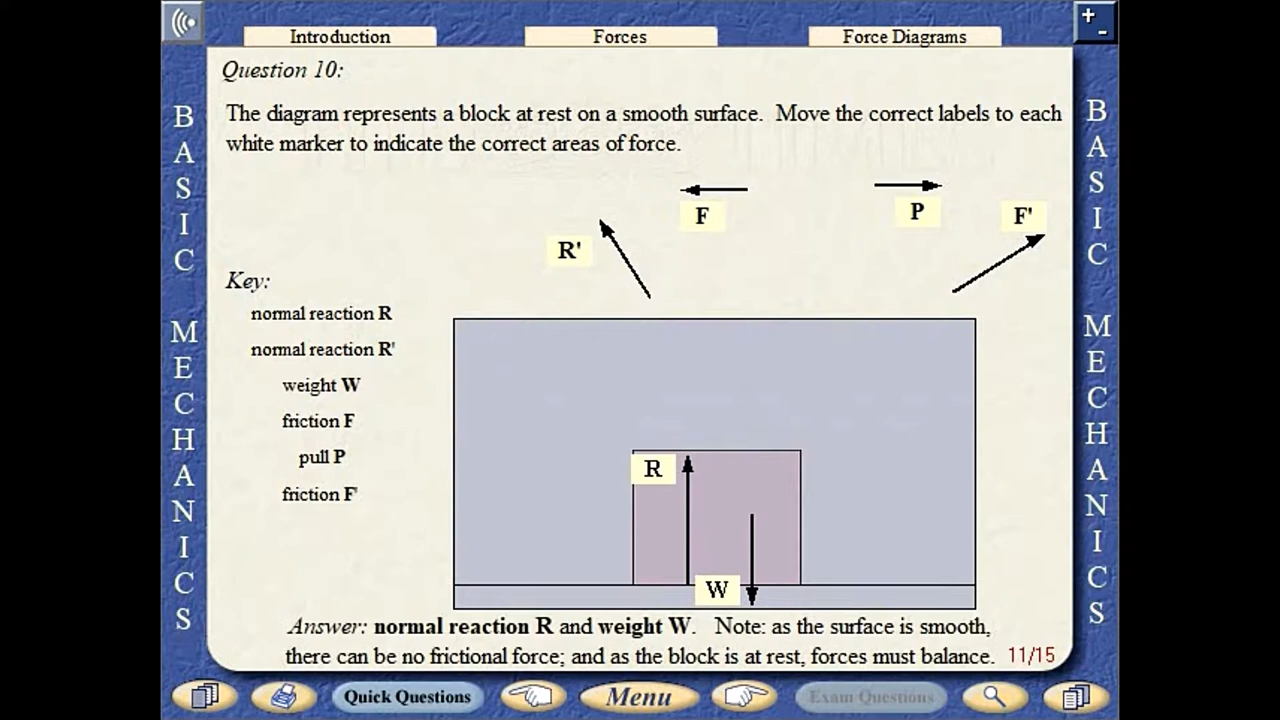 Introduction
Forces
Force Diagrams
+
-
Question 10:
The diagram represents a block at rest on a smooth surface. Move the correct labels to each
white marker to indicate the correct areas of force.
F
P
F'
R'
Key:
normal reaction R
normal reaction R'
weight W
friction F
pull P
friction F'
R
W
Answer: normal reaction R and weight W. Note: as the surface is smooth,
there can be no frictional force; and as the block is at rest, forces must balance.
11/15
BASIC MECHANICS
BASIC MECHANICS
Quick Questions
Menu
Exam Questions